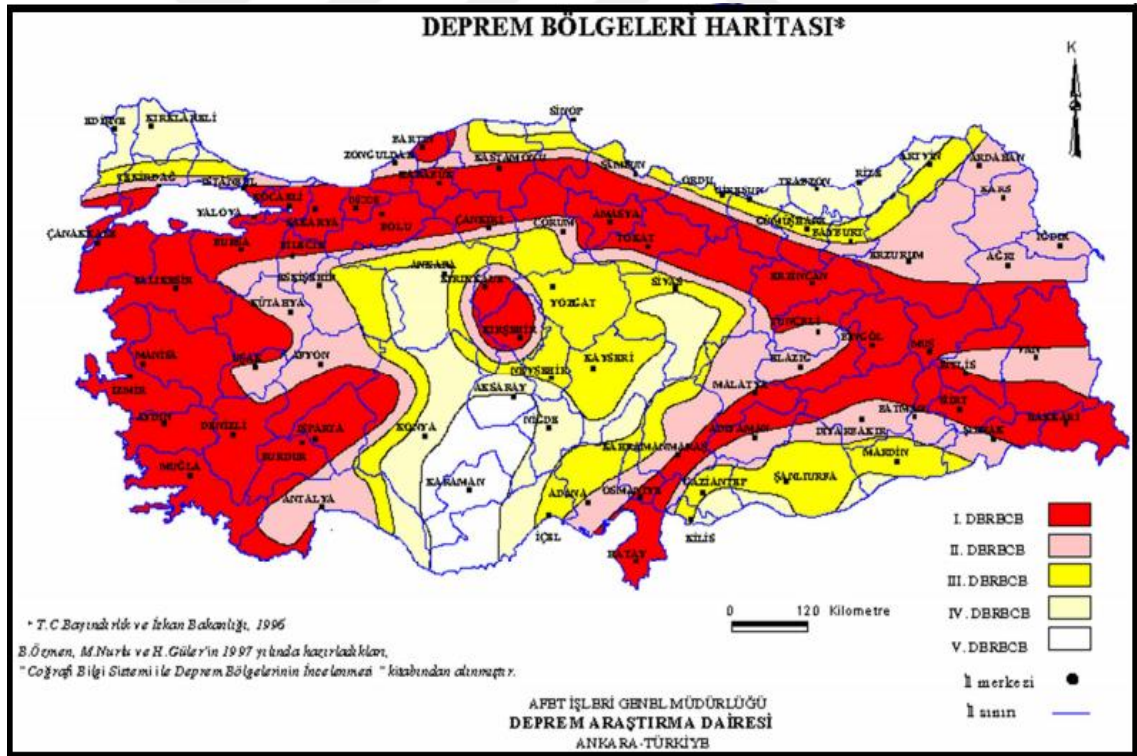 DEPREM BÖLGELERİ HARİTASI*
K
EDİRNE
KIRKLARELİ
TEKİRDAĞ
İSTANBUL
YALOVA
KOCAELİ
SAKARYA
DÜZCE
BOLU
ZONGULDAK
BARTIN
KARABÜK
KASTAMONU
SİNOP
SAMSUN
ORDU
GİRESUN
TRABZON
RİZE
ARTVİN
ARDAHAN
KARS
IĞDIR
AĞRI
ERZURUM
BAYBURT
GÜMÜŞHANE
ÇANAKKALE
BURSA
BİLECİK
ÇANKIRI
ÇORUM
AMASYA
TOKAT
BALIKESİR
ESKİŞEHİR
KÜTAHYA
ANKARA
KIRIKKALE
YOZGAT
SİVAS
ERZİNCAN
TUNCELİ
BİNGÖL
MUŞ
BİTLİS
VAN
MANİSA
İZMİR
UŞAK
AFYON
KIRŞEHİR
NEVŞEHİR
KAYSERİ
MALATYA
ELAZIĞ
AYDIN
DENİZLİ
ISPARTA
BURDUR
KONYA
AKSARAY
NİĞDE
KAHRAMANMARAŞ
ADIYAMAN
DİYARBAKIR
BATMAN
SİİRT
ŞIRNAK
HAKKARİ
MUĞLA
ANTALYA
KARAMAN
ADANA
OSMANİYE
GAZİANTEP
ŞANLIURFA
MARDİN
İÇEL
KİLİS
HATAY
I. DBRBCB
II. DBRBCB
III. DBRBCB
IV. DBRBCB
V. DBRBCB
İl merkezi
İl sınırı
0 120 Kilometre
* T.C.Bayındırlık ve İskan Bakanlığı, 1996
B.Özmen, M.Nurlu ve H.Güler'in 1997 yılında hazırladıkları,
"Coğrafi Bilgi Sistemi ile Deprem Bölgelerinin İncelenmesi " kitabından alınmıştır.
AFET İŞLERİ GENEL MÜDÜRLÜĞÜ
DEPREM ARAŞTIRMA DAİRESİ
ANKARA-TÜRKİYE